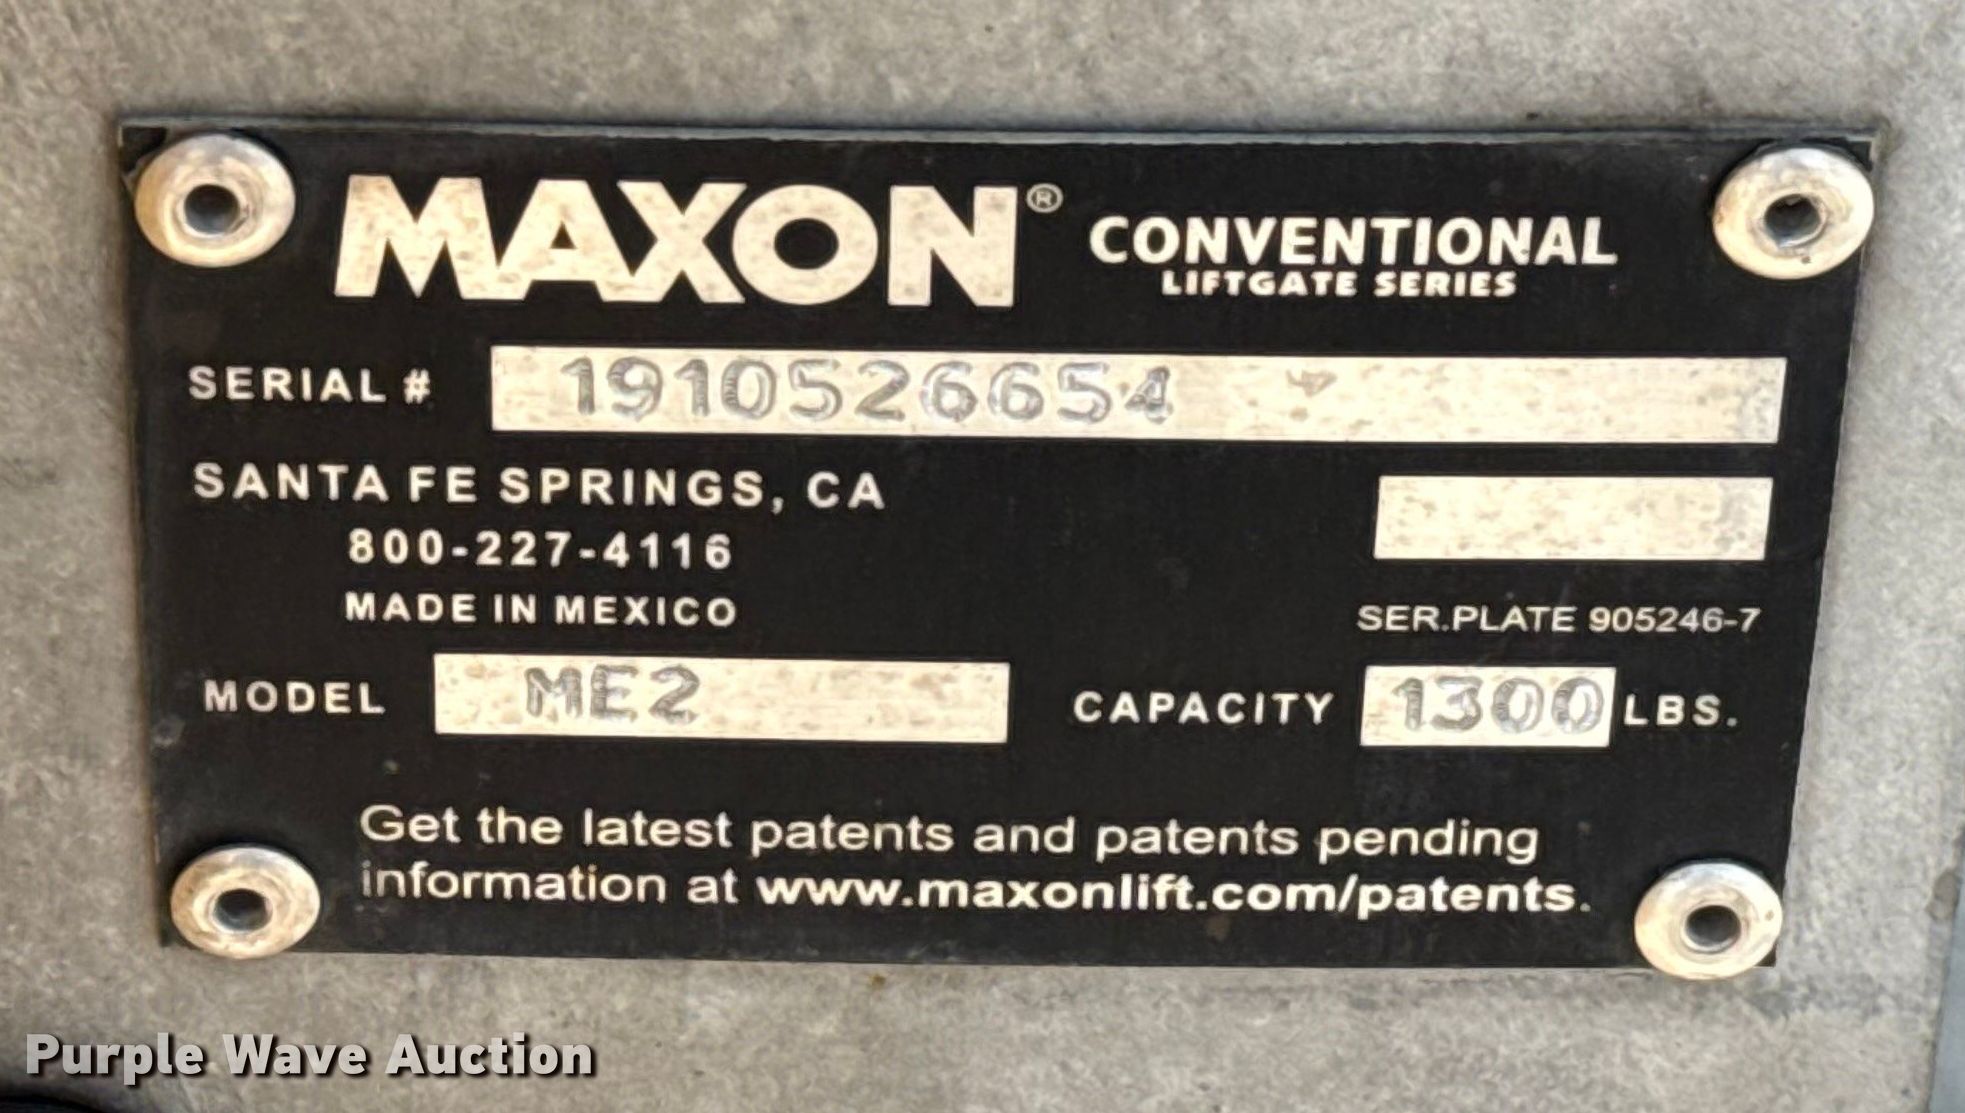 MAXON® CONVENTIONAL
LIFTGATE SERIES
SERIAL # 1910526654
SANTA FE SPRINGS, CA
800-227-4116
MADE IN MEXICO
SER.PLATE 905246-7
MODEL ME2 CAPACITY 1300 LBS.
Get the latest patents and patents pending
information at www.maxonlift.com/patents.
Purple Wave Auction